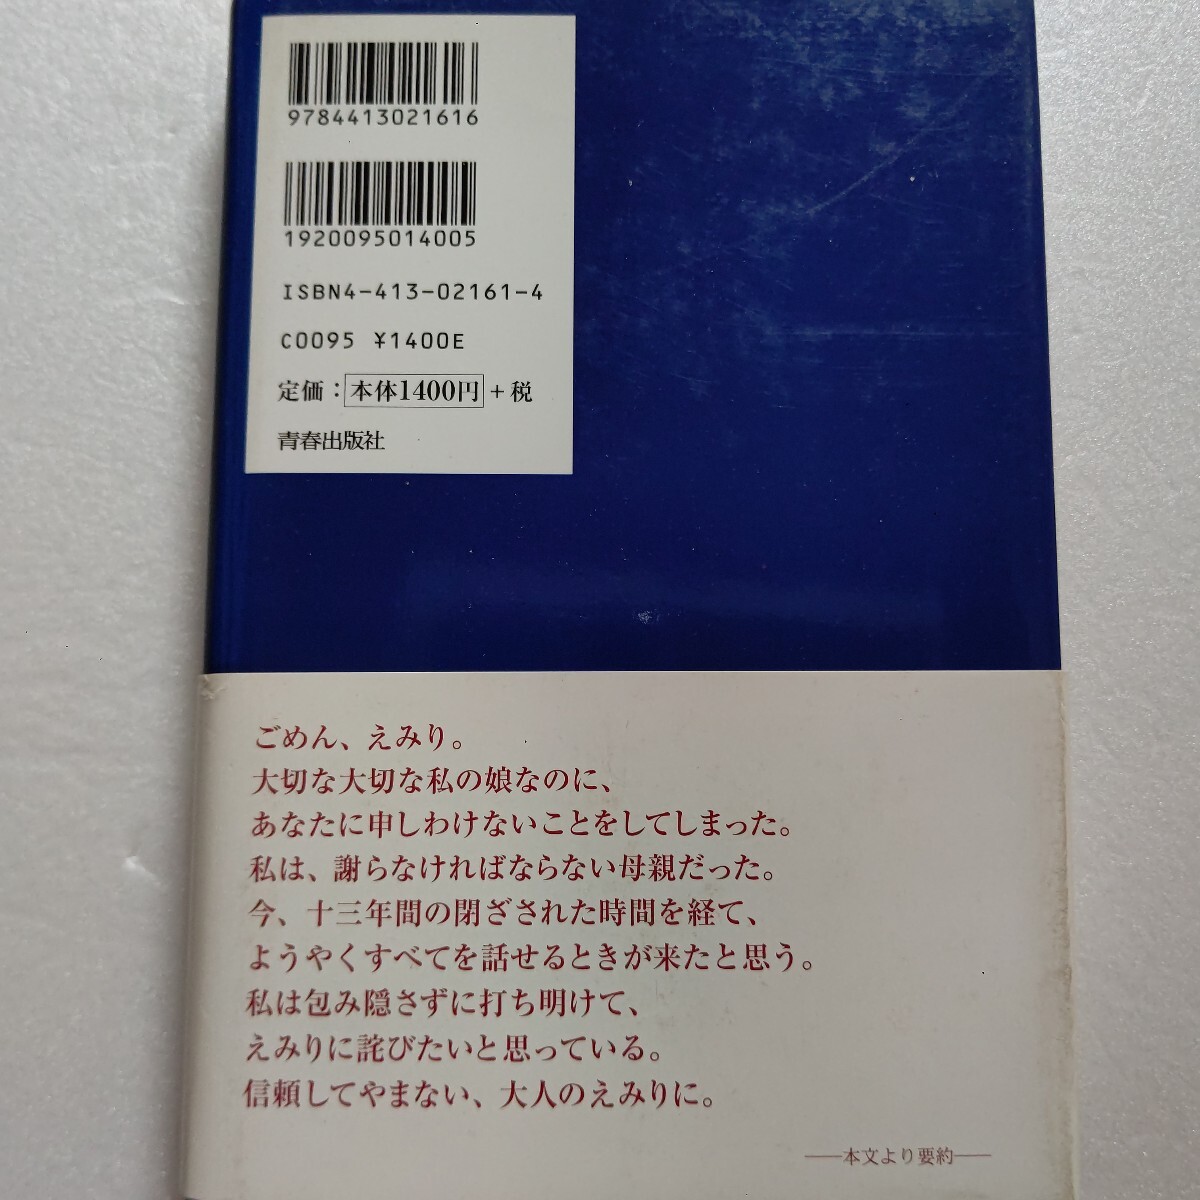 9784413021616
1920095014005
ISBN4-413-02161-4
C0095 ¥1400E
定価：本体1400円+税
青春出版社
ごめん、えみり。
大切な大切な私の娘なのに、
あなたに申しわけないことをしてしまった。
私は、謝らなければならない母親だった。
今、十三年間の閉ざされた時間を経て、
ようやくすべてを話せるときが来たと思う。
私は包み隠さずに打ち明けて、
えみりに詫びたいと思っている。
信頼してやまない、大人のえみりに。
――本文より要約――